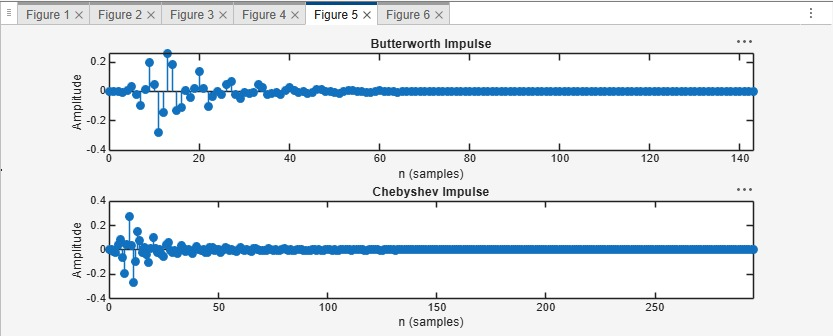 Figure 1 × Figure 2 × Figure 3 × Figure 4 × Figure 5 × Figure 6 ×
Butterworth Impulse
Amplitude
0.2
0
-0.2
-0.4
0 20 40 60 80 100 120 140
n (samples)
Chebyshev Impulse
Amplitude
0.4
0.2
0
-0.2
-0.4
0 50 100 150 200 250
n (samples)